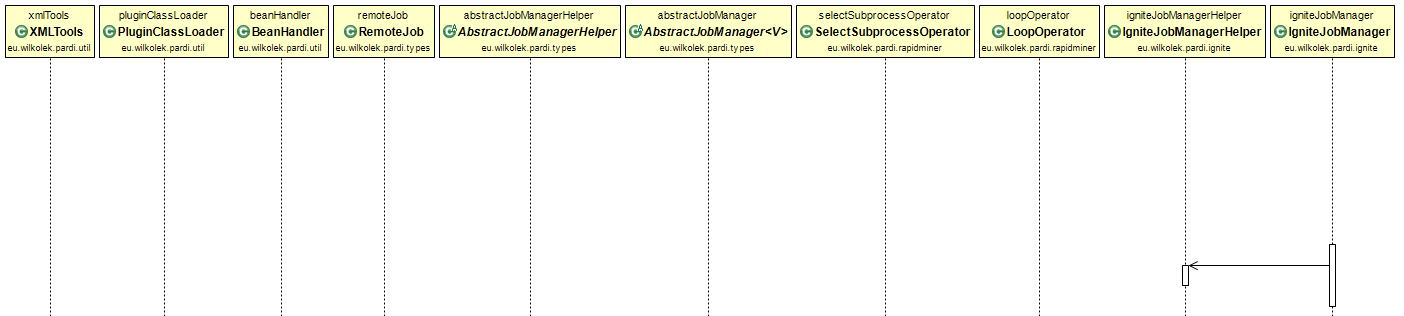 xmlTools
XMLTools
eu.wilkolek.pardi.util
pluginClassLoader
PluginClassLoader
eu.wilkolek.pardi.util
beanHandler
BeanHandler
eu.wilkolek.pardi.util
remoteJob
RemoteJob
eu.wilkolek.pardi.types
abstractJobManagerHelper
AbstractJobManagerHelper
eu.wilkolek.pardi.types
abstractJobManager
AbstractJobManager<V>
eu.wilkolek.pardi.types
selectSubprocessOperator
SelectSubprocessOperator
eu.wilkolek.pardi.rapidminer
loopOperator
LoopOperator
eu.wilkolek.pardi.rapidminer
igniteJobManagerHelper
IgniteJobManagerHelper
eu.wilkolek.pardi.ignite
igniteJobManager
IgniteJobManager
eu.wilkolek.pardi.ignite